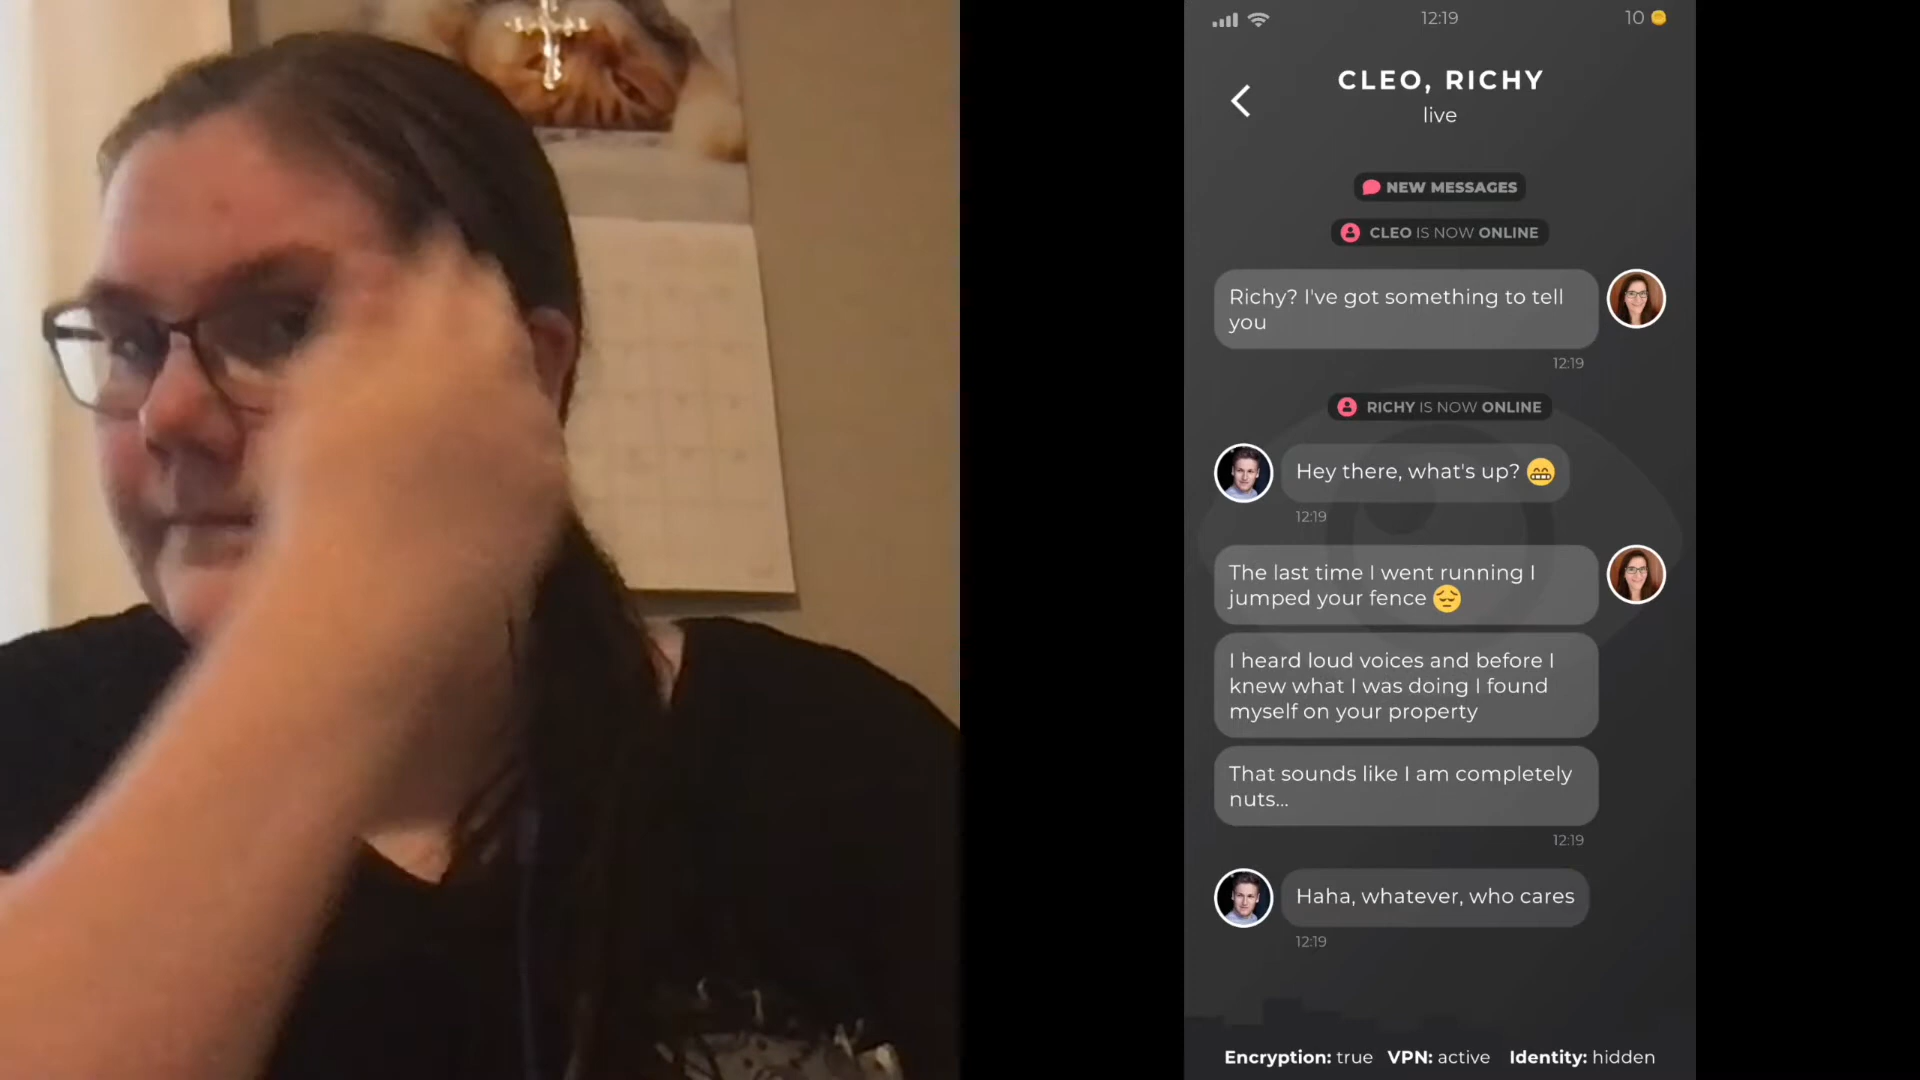 12:19
10
CLEO, RICHY
live
NEW MESSAGES
CLEO IS NOW ONLINE
Richy? I've got something to tell
you
12:19
RICHY IS NOW ONLINE
Hey there, what's up? 😁
12:19
The last time I went running I
jumped your fence 😔
I heard loud voices and before I
knew what I was doing I found
myself on your property
That sounds like I am completely
nuts...
12:19
Haha, whatever, who cares
12:19
Encryption: true VPN: active Identity: hidden